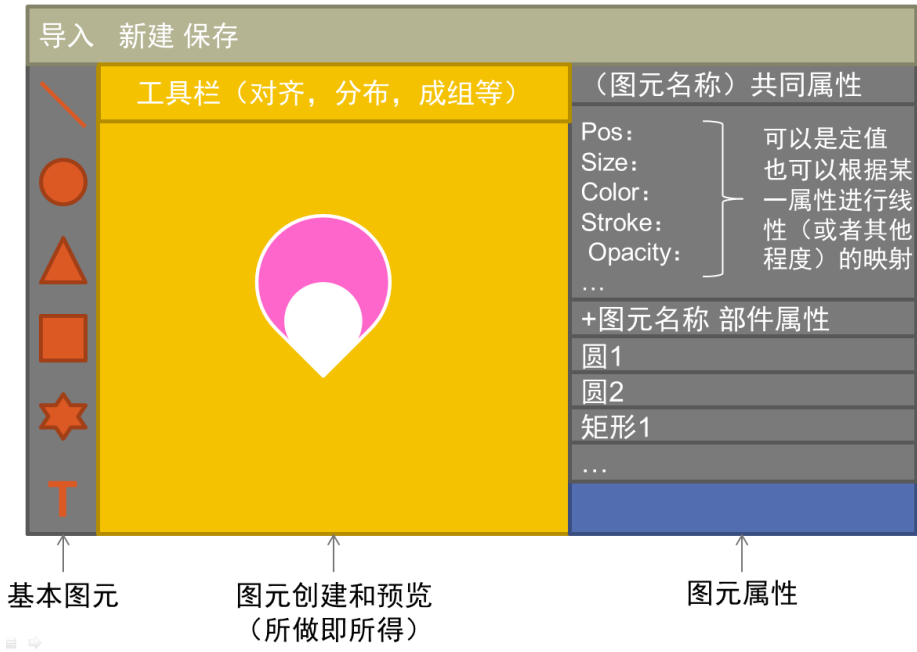 导入 新建 保存
工具栏（对齐，分布，成组等）
（图元名称）共同属性
Pos：
Size：
Color：
Stroke：
Opacity：
…
可以是定值
也可以根据某
一属性进行线
性（或者其他
程度）的映射
+图元名称 部件属性
圆1
圆2
矩形1
…
T
基本图元
图元创建和预览
（所做即所得）
图元属性